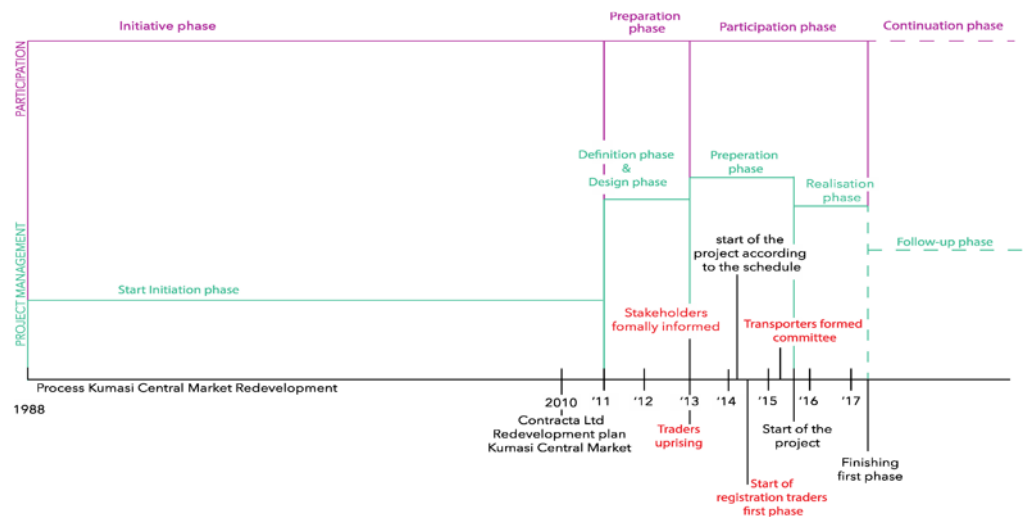 Initiative phase
Preparation
phase
Participation phase
Continuation phase
PARTICIPATION
Definition phase
&
Design phase
Preperation
phase
Realisation
phase
Follow-up phase
PROJECT MANAGEMENT
Start Initiation phase
start of the
project according
to the schedule
Stakeholders
fomally informed
Transporters formed
committee
Process Kumasi Central Market Redevelopment
1988
2010
'11
'12
'13
'14
'15
'16
'17
Contracta Ltd
Redevelopment plan
Kumasi Central Market
Traders
uprising
Start of the
project
Finishing
first phase
Start of
registration traders
first phase